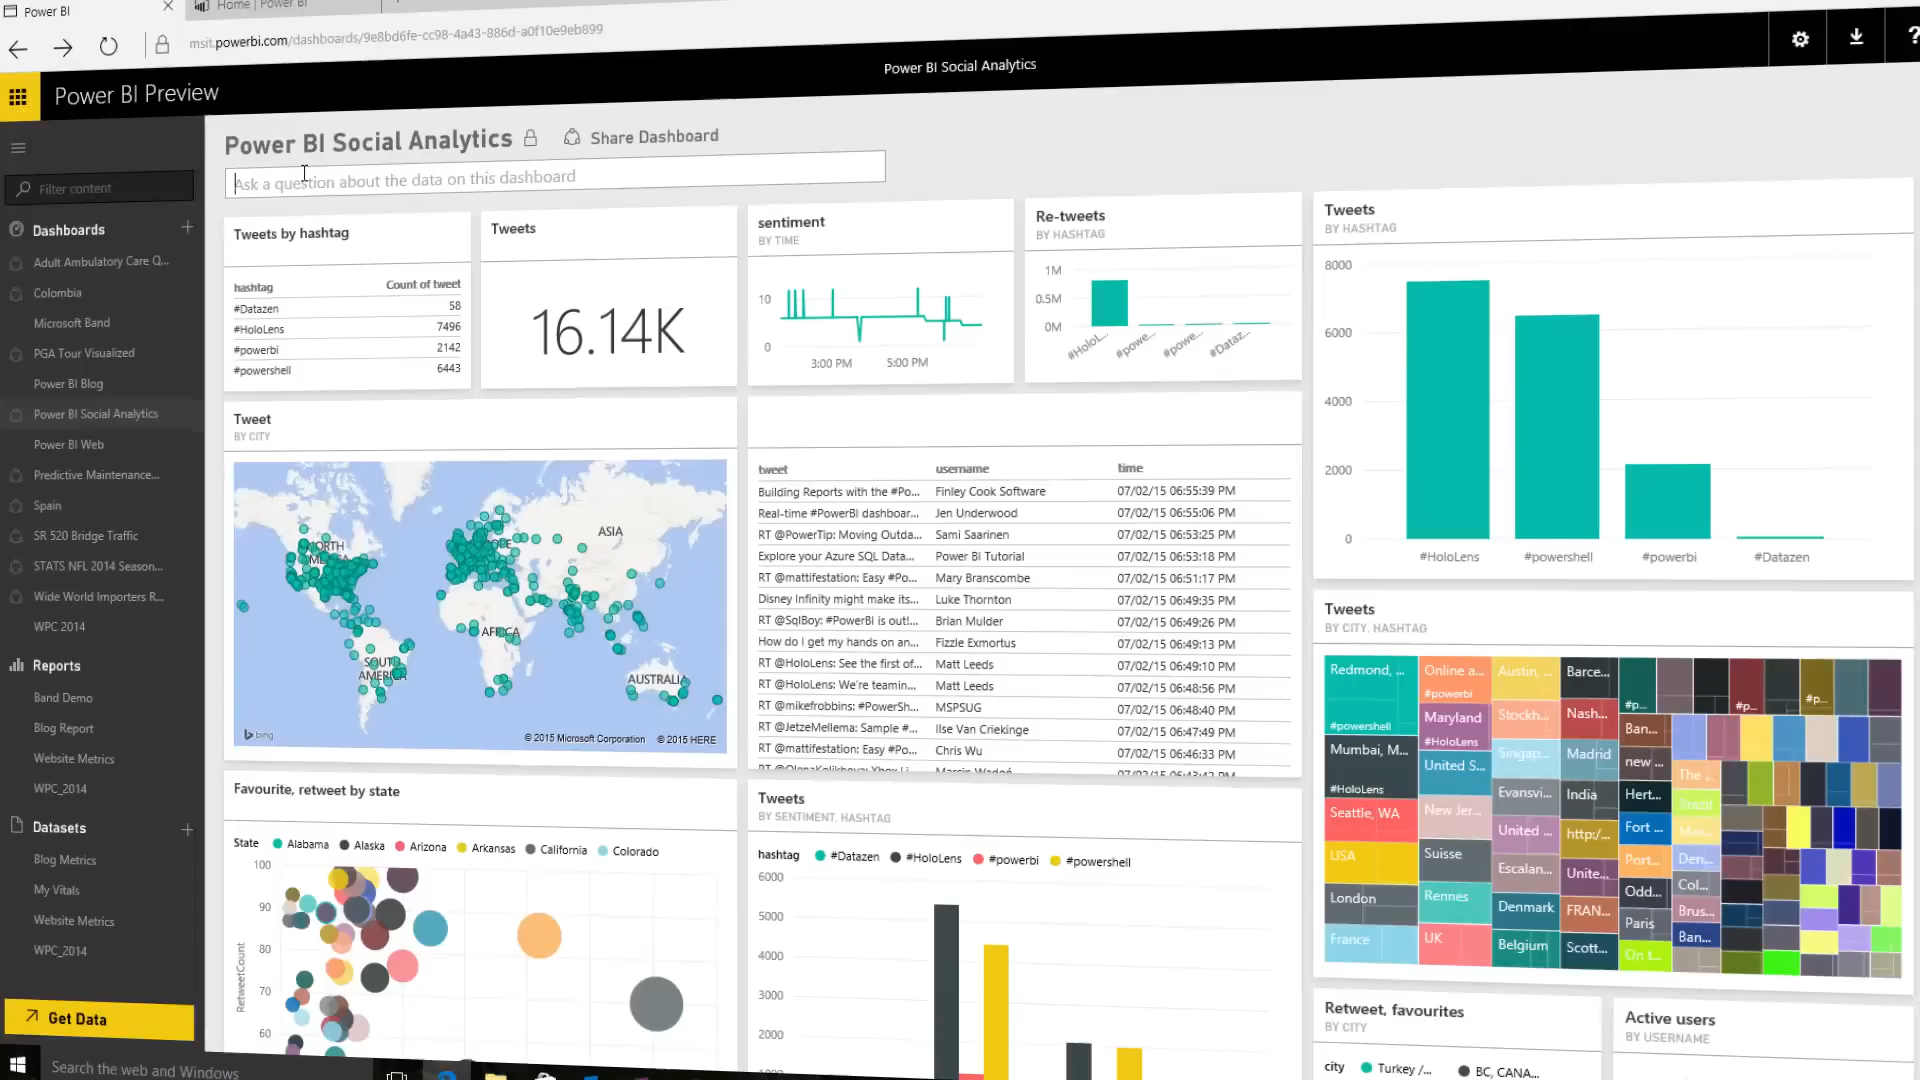 Power BI
Home | Power BI
msit.powerbi.com/dashboards/9e8bd6fe-cc98-4a43-886d-a0f10e9eb899
Power BI Social Analytics
Power BI Preview
Filter content
Dashboards
Adult Ambulatory Care Q...
Colombia
Microsoft Band
PGA Tour Visualized
Power BI Blog
Power BI Social Analytics
Power BI Web
Predictive Maintenance...
Spain
SR 520 Bridge Traffic
STATS NFL 2014 Season...
Wide World Importers R...
WPC 2014
Reports
Band Demo
Blog Report
Website Metrics
WPC_2014
Datasets
Blog Metrics
My Vitals
Website Metrics
WPC_2014
Get Data
Search the web and Windows
Power BI Social Analytics
Share Dashboard
Ask a question about the data on this dashboard
Tweets by hashtag
hashtag Count of tweet
#Datazen 58
#HoloLens 7496
#powerbi 2142
#powershell 6443
Tweets
16.14K
sentiment
BY TIME
10
0
3:00 PM 5:00 PM
Re-tweets
BY HASHTAG
1M
0.5M
0M
#HoloL... #powe... #powe... #Dataz...
Tweets
BY HASHTAG
8000
6000
4000
2000
0
#HoloLens #powershell #powerbi #Datazen
Tweet
BY CITY
ASIA
AFRICA
SOUTH
AMERICA
AUSTRALIA
bing
© 2015 Microsoft Corporation © 2015 HERE
tweet username time
Building Reports with the #Po... Finley Cook Software 07/02/15 06:55:39 PM
Real-time #PowerBI dashboar... Jen Underwood 07/02/15 06:55:06 PM
RT @PowerTip: Moving Outda... Sami Saarinen 07/02/15 06:53:25 PM
Explore your Azure SQL Data... Power BI Tutorial 07/02/15 06:53:18 PM
RT @mattifestation: Easy #Po... Mary Branscombe 07/02/15 06:51:17 PM
Disney Infinity might make its... Luke Thornton 07/02/15 06:49:35 PM
RT @SqlBoy: #PowerBI is out!... Brian Mulder 07/02/15 06:49:26 PM
How do I get my hands on an... Fizzle Exmortus 07/02/15 06:49:13 PM
RT @HoloLens: See the first of... Matt Leeds 07/02/15 06:49:10 PM
RT @HoloLens: We're teamin... Matt Leeds 07/02/15 06:48:56 PM
RT @mikefrobbins: #PowerSh... MSPSUG 07/02/15 06:48:40 PM
RT @JetzeMellema: Sample #... Ilse Van Criekinge 07/02/15 06:47:49 PM
RT @mattifestation: Easy #Po... Chris Wu 07/02/15 06:46:33 PM
Tweets
BY CITY, HASHTAG
Redmond, ...
#powershell
Mumbai, M...
#HoloLens
Seattle, WA
USA
London
France
Online a...
#powerbi
Maryland
#HoloLens
United S...
New Jer...
Suisse
Rennes
UK
Austin, ...
Stockh...
Singap...
Evansvi...
United ...
Escalan...
Denmark
Belgium
Barce...
Nash...
Madrid
India
http:/...
Unite...
FRAN...
Scott...
#p...
Ban...
new ...
Hert...
Fort ...
Port...
Odd...
Paris
On t...
The ...
Brazil
Den...
Col...
Brus...
Ban...
#p...
#p...
Favourite, retweet by state
State Alabama Alaska Arizona Arkansas California Colorado
RetweetCount
100
90
80
70
60
Tweets
BY SENTIMENT, HASHTAG
hashtag #Datazen #HoloLens #powerbi #powershell
6000
5000
4000
3000
2000
Retweet, favourites
BY CITY
city Turkey /... BC, CANA...
Active users
BY USERNAME